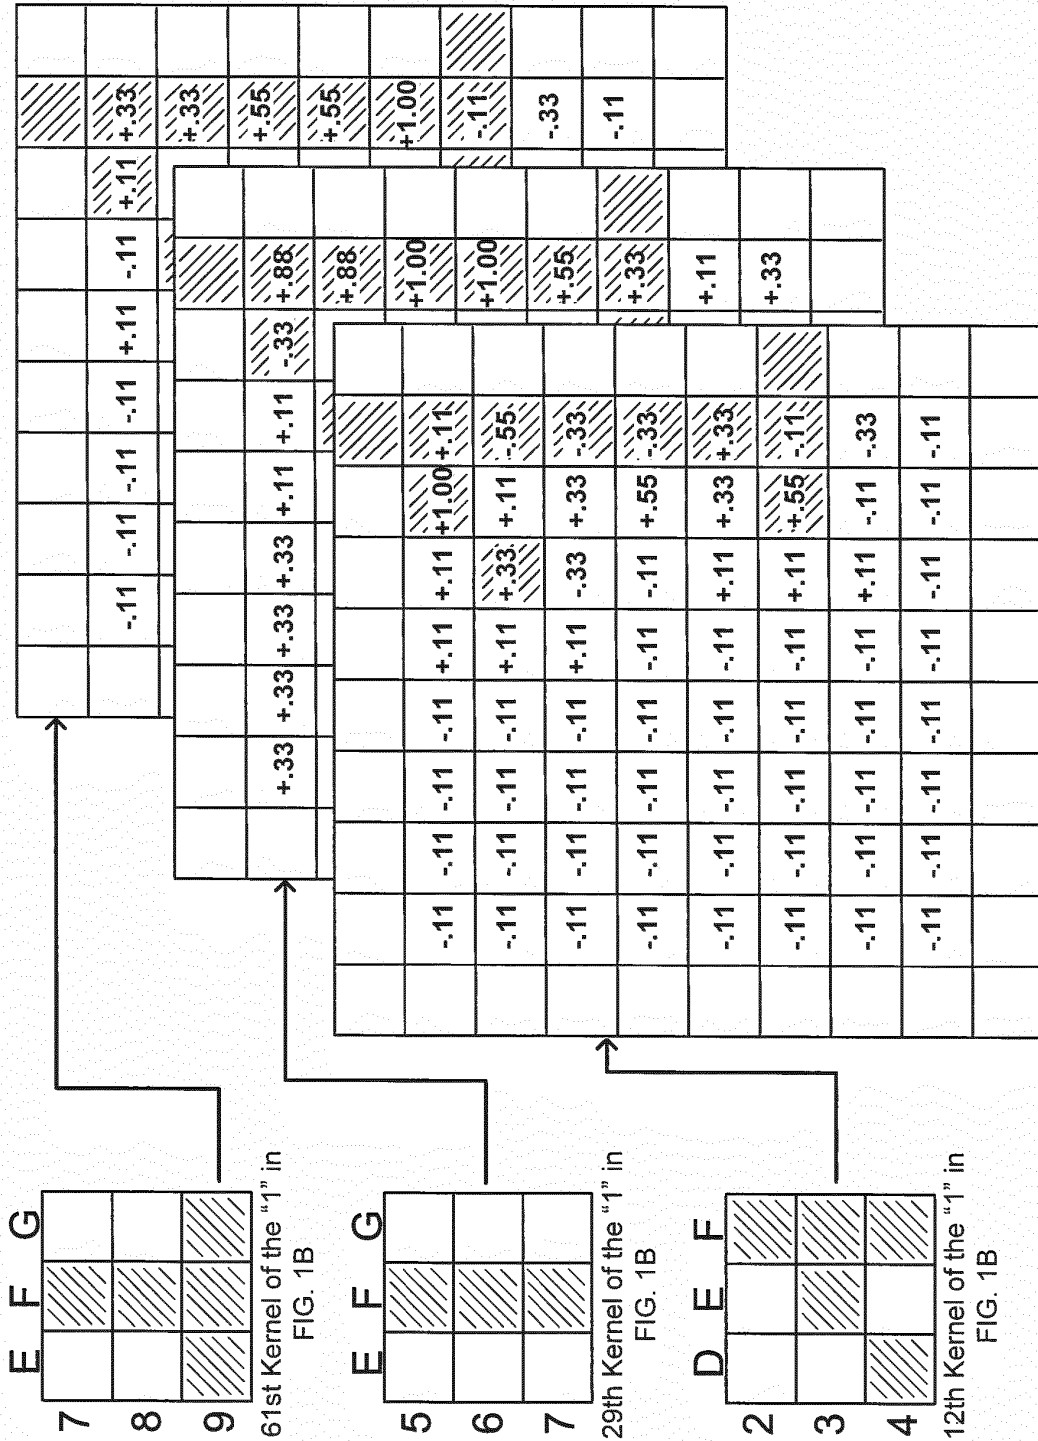 E F G
7
8
9
61st Kernel of the "1" in
FIG. 1B
-.11 -.11 -.11 -.11 +.11 -.11 +.11 +.33
+.33
+.55
+.55
+1.00
-.11
-.33
-.11
E F G
5
6
7
29th Kernel of the "1" in
FIG. 1B
+.33 +.33 +.33 +.33 +.11 +.11 -.33 +.88
+.88
+1.00
+1.00
+.55
+.33
+.11
+.33
D E F
2
3
4
12th Kernel of the "1" in
FIG. 1B
-.11 -.11 -.11 -.11 +.11 +.11 +1.00 +.11
-.11 -.11 -.11 -.11 +.11 +.33 +.11 -.55
-.11 -.11 -.11 -.11 +.11 -.33 +.33 -.33
-.11 -.11 -.11 -.11 -.11 -.11 +.55 -.33
-.11 -.11 -.11 -.11 -.11 +.11 +.33 +.33
-.11 -.11 -.11 -.11 -.11 +.11 +.55 -.11
-.11 -.11 -.11 -.11 -.11 +.11 -.11 -.33
-.11 -.11 -.11 -.11 -.11 -.11 -.11 -.11